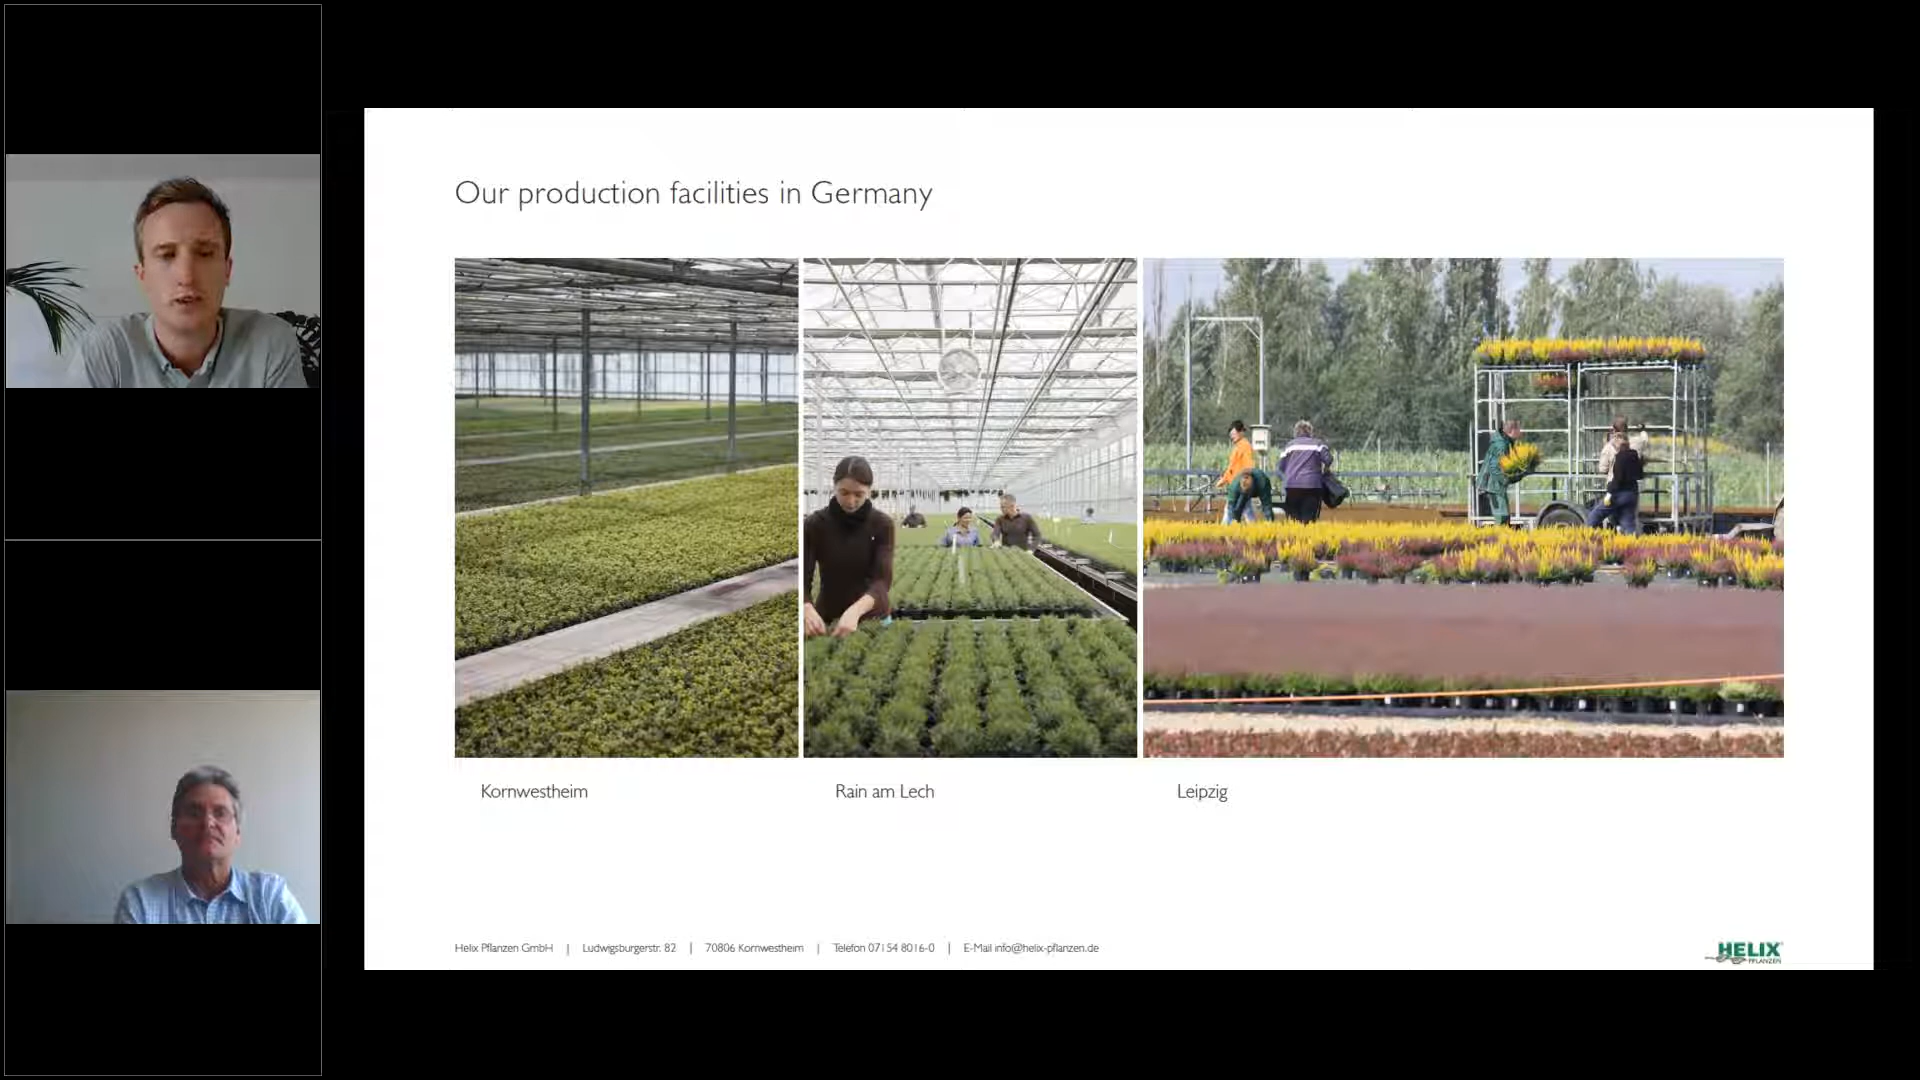 Our production facilities in Germany
Kornwestheim
Rain am Lech
Leipzig
Helix Pflanzen GmbH | Ludwigsburgerstr. 82 | 70806 Kornwestheim | Telefon 07154 8016-0 | E-Mail info@helix-pflanzen.de
HELIX
PFLANZEN